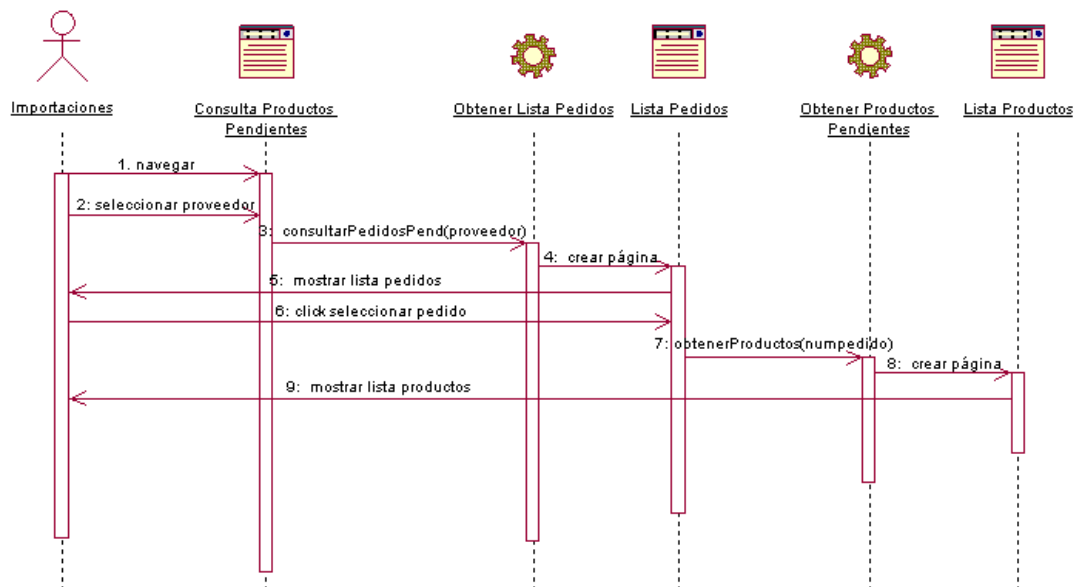 Importaciones
Consulta Productos
Pendientes
Obtener Lista Pedidos
Lista Pedidos
Obtener Productos
Pendientes
Lista Productos
1. navegar
2: seleccionar proveedor
3: consultarPedidosPend(proveedor)
4: crear página
5: mostrar lista pedidos
6: click seleccionar pedido
7: obtenerProductos(numpedido)
8: crear página
9: mostrar lista productos